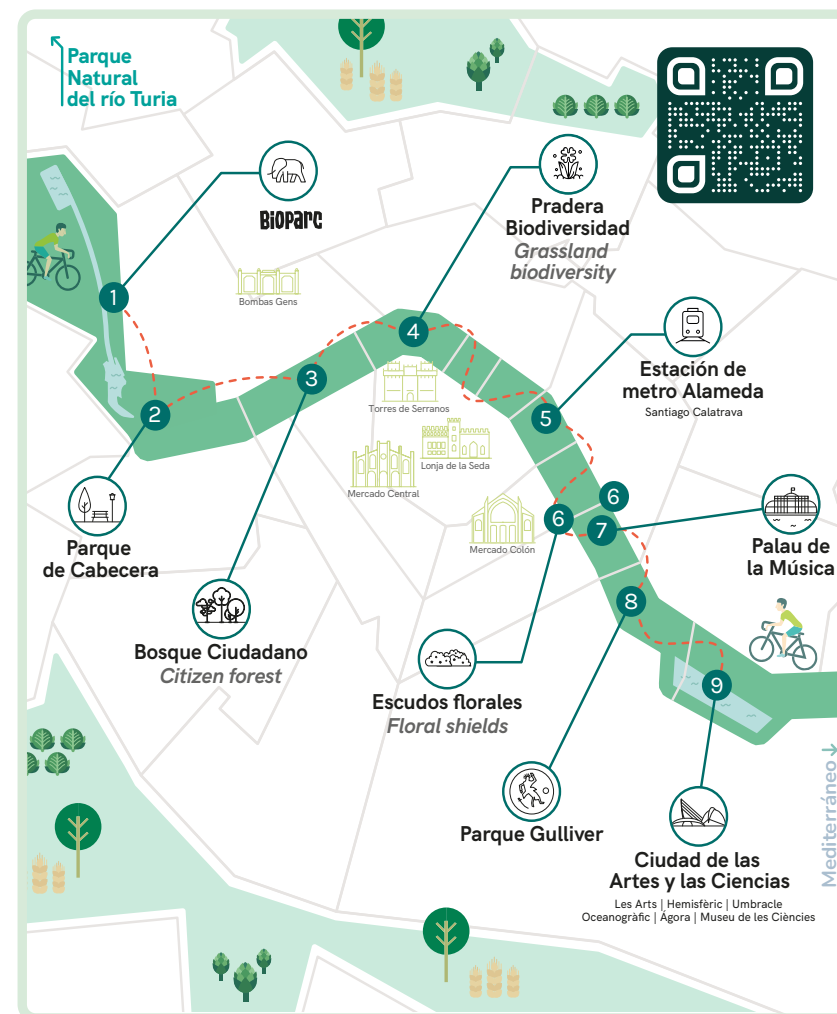 Parque
Natural
del río Turia
BIOPARC
Pradera
Biodiversidad
Grassland
biodiversity
Bombas Gens
1
4
Estación de
metro Alameda
Santiago Calatrava
3
Torres de Serranos
2
5
Lonja de la Seda
Mercado Central
6
6
7
Mercado Colón
Parque
de Cabecera
Palau de
la Música
8
Bosque Ciudadano
Citizen forest
9
Escudos florales
Floral shields
Mediterráneo
Parque Gulliver
Ciudad de las
Artes y las Ciencias
Les Arts | Hemisfèric | Umbracle
Oceanogràfic | Ágora | Museu de les Ciències